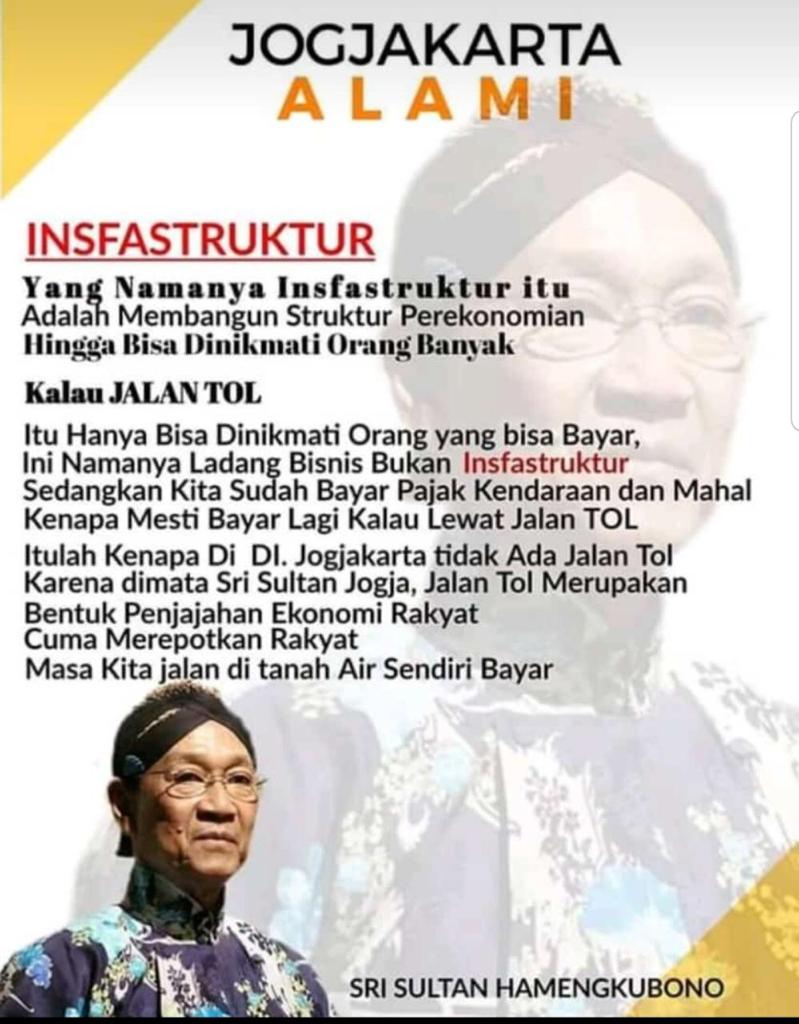 JOGJAKARTA
ALAMI
INSFASTRUKTUR
Yang Namanya Insfastruktur itu
Adalah Membangun Struktur Perekonomian
Hingga Bisa Dinikmati Orang Banyak
Kalau JALAN TOL
Itu Hanya Bisa Dinikmati Orang yang bisa Bayar,
Ini Namanya Ladang Bisnis Bukan Insfastruktur
Sedangkan Kita Sudah Bayar Pajak Kendaraan dan Mahal
Kenapa Mesti Bayar Lagi Kalau Lewat Jalan TOL
Itulah Kenapa Di DI. Jogjakarta tidak Ada Jalan Tol
Karena dimata Sri Sultan Jogja, Jalan Tol Merupakan
Bentuk Penjajahan Ekonomi Rakyat
Cuma Merepotkan Rakyat
Masa Kita jalan di tanah Air Sendiri Bayar
SRI SULTAN HAMENGKUBONO